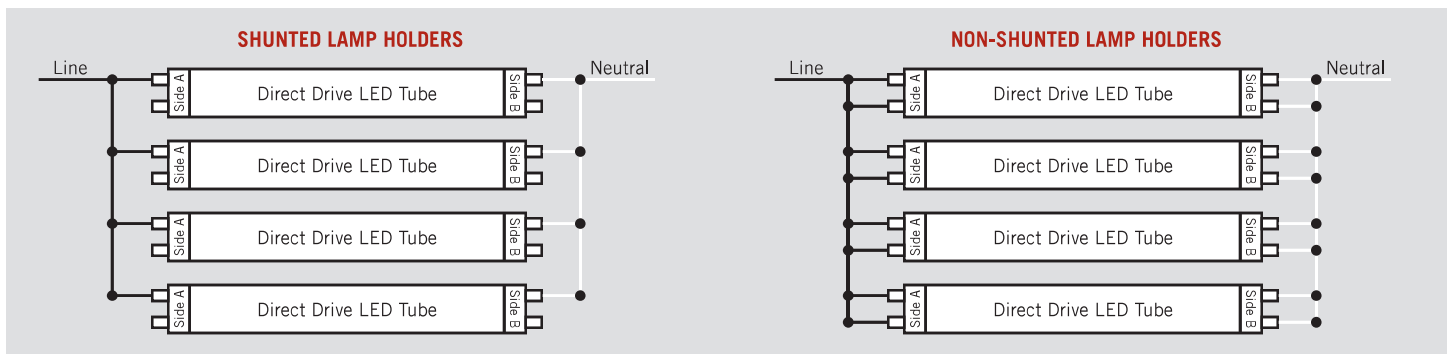 SHUNTED LAMP HOLDERS
Line
Neutral
Side A
Direct Drive LED Tube
Side B
Side A
Direct Drive LED Tube
Side B
Side A
Direct Drive LED Tube
Side B
Side A
Direct Drive LED Tube
Side B
NON-SHUNTED LAMP HOLDERS
Line
Neutral
Side A
Direct Drive LED Tube
Side B
Side A
Direct Drive LED Tube
Side B
Side A
Direct Drive LED Tube
Side B
Side A
Direct Drive LED Tube
Side B